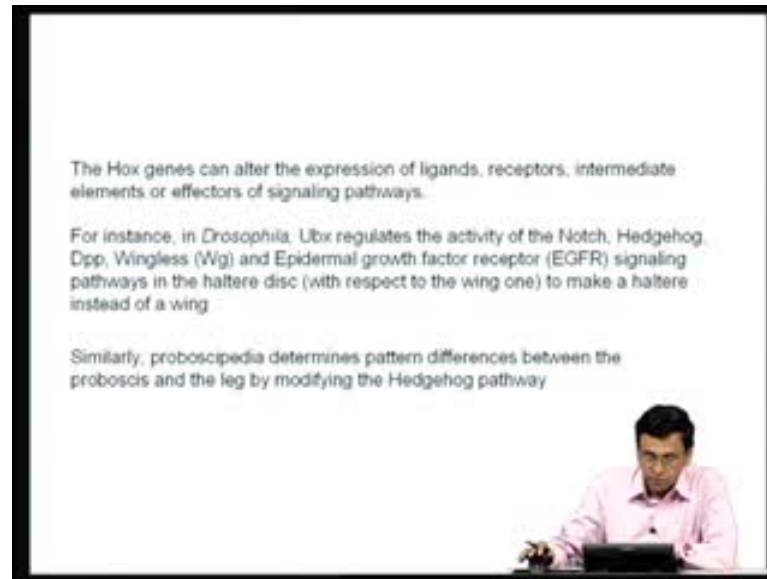 The Hox genes can alter the expression of ligands, receptors, intermediate
elements or effectors of signaling pathways.
For instance, in Drosophila, Ubx regulates the activity of the Notch, Hedgehog,
Dpp, Wingless (Wg) and Epidermal growth factor receptor (EGFR) signaling
pathways in the haltere disc (with respect to the wing one) to make a haltere
instead of a wing
Similarly, proboscipedia determines pattern differences between the
proboscis and the leg by modifying the Hedgehog pathway